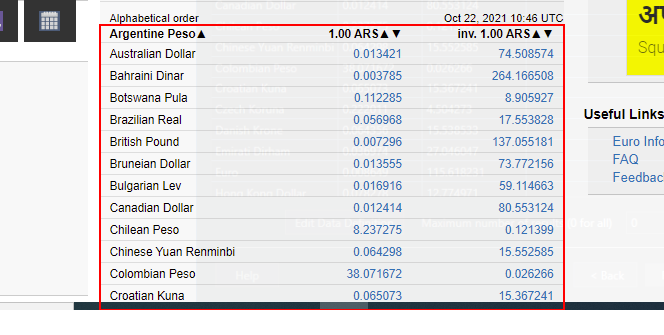 Alphabetical order Oct 22, 2021 10:46 UTC
Argentine Peso▲ 1.00 ARS▲▼ inv. 1.00 ARS▲▼
Australian Dollar 0.013421 74.508574
Bahraini Dinar 0.003785 264.166508
Botswana Pula 0.112285 8.905927
Brazilian Real 0.056968 17.553828
British Pound 0.007296 137.055181
Bruneian Dollar 0.013555 73.772156
Bulgarian Lev 0.016916 59.114663
Canadian Dollar 0.012414 80.553124
Chilean Peso 8.237275 0.121399
Chinese Yuan Renminbi 0.064298 15.552585
Colombian Peso 38.071672 0.026266
Croatian Kuna 0.065073 15.367241
Squ
Useful Links
Euro Info
FAQ
Feedbac